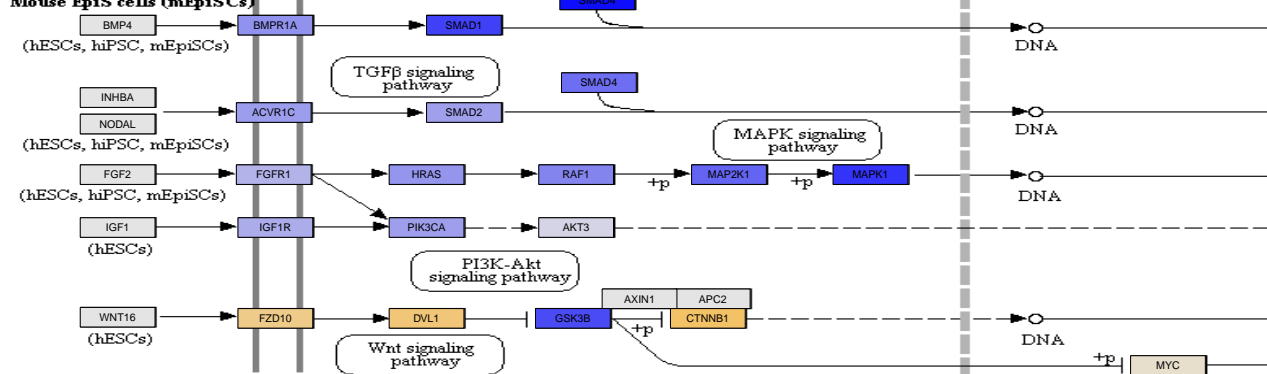 Mouse EpiS cells (mEpiSCs)
SMAD4
BMP4
BMPR1A
SMAD1
(hESCs, hiPSC, mEpiSCs)
DNA
TGFβ signaling
pathway
SMAD4
INHBA
ACVR1C
SMAD2
NODAL
(hESCs, hiPSC, mEpiSCs)
DNA
MAPK signaling
pathway
FGF2
FGFR1
HRAS
RAF1
+p
MAP2K1
+p
MAPK1
(hESCs, hiPSC, mEpiSCs)
DNA
IGF1
IGF1R
PIK3CA
AKT3
(hESCs)
PI3K-Akt
signaling pathway
AXIN1
APC2
WNT16
FZD10
DVL1
GSK3B
+p
CTNNB1
(hESCs)
DNA
Wnt signaling
pathway
+p
MYC